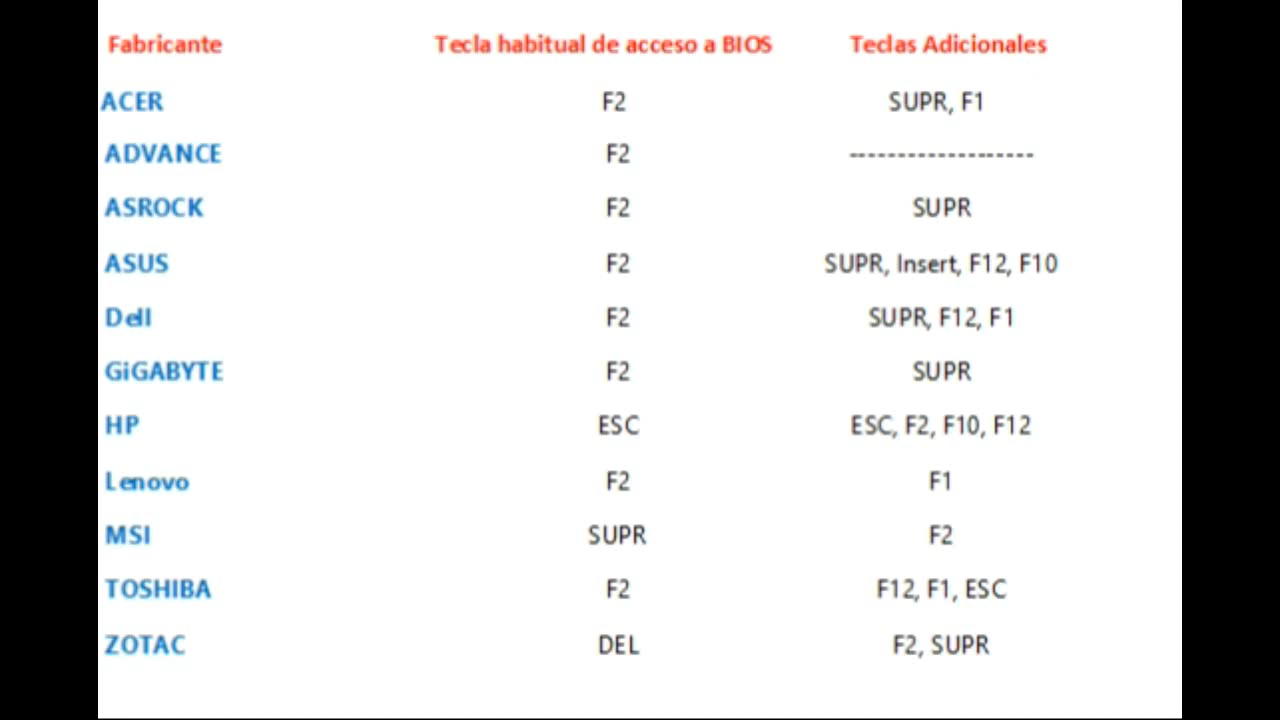 Fabricante Tecla habitual de acceso a BIOS Teclas Adicionales
ACER F2 SUPR, F1
ADVANCE F2 -------------------
ASROCK F2 SUPR
ASUS F2 SUPR, Insert, F12, F10
Dell F2 SUPR, F12, F1
GiGABYTE F2 SUPR
HP ESC ESC, F2, F10, F12
Lenovo F2 F1
MSI SUPR F2
TOSHIBA F2 F12, F1, ESC
ZOTAC DEL F2, SUPR